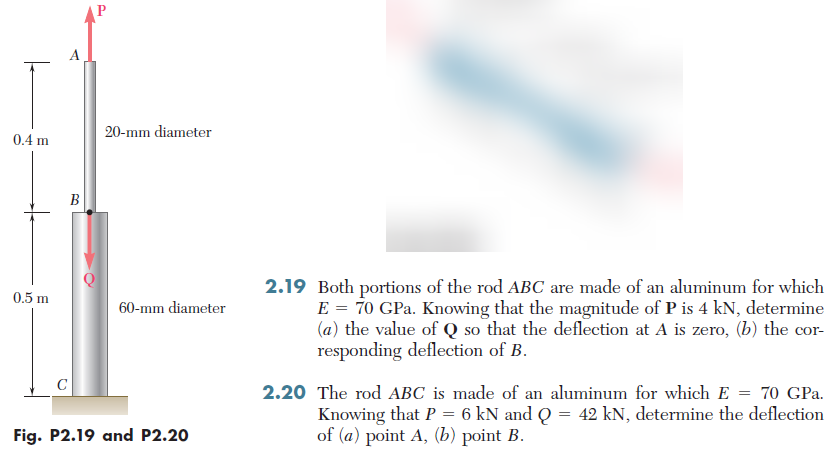 P
A
20-mm diameter
0.4 m
B
Q
0.5 m
60-mm diameter
C
Fig. P2.19 and P2.20
2.19 Both portions of the rod ABC are made of an aluminum for which
E = 70 GPa. Knowing that the magnitude of P is 4 kN, determine
(a) the value of Q so that the deflection at A is zero, (b) the cor-
responding deflection of B.
2.20 The rod ABC is made of an aluminum for which E = 70 GPa.
Knowing that P = 6 kN and Q = 42 kN, determine the deflection
of (a) point A, (b) point B.